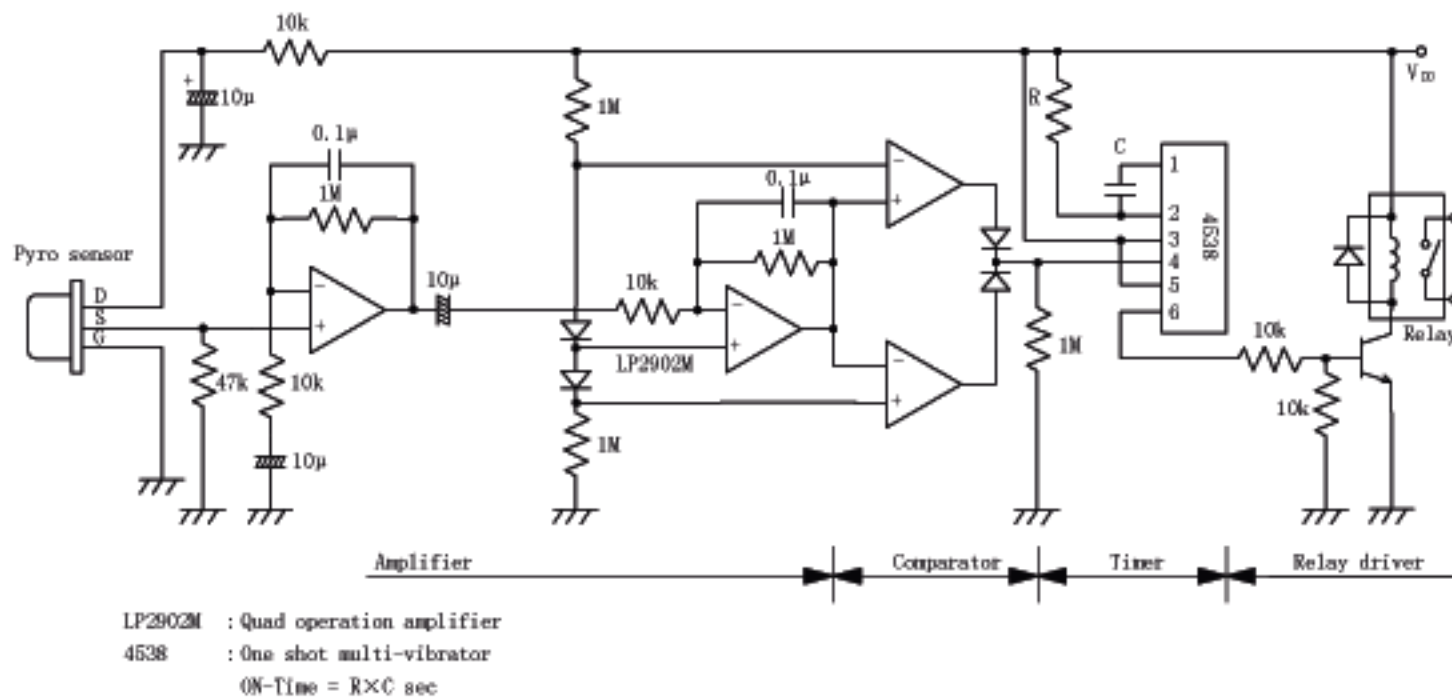 10k
V_DD
10μ
1M
R
0.1μ
C
1M
0.1μ
1
2
3
4
5
6
4538
Pyro sensor
D
S
G
10μ
10k
1M
LP2902M
1M
10k
Relay
47k
10k
10k
10μ
1M
Amplifier
Comparator
Timer
Relay driver
LP2902M : Quad operation amplifier
4538 : One shot multi-vibrator
ON-Time = R×C sec
+
-
+
-
+
-
+
-
+